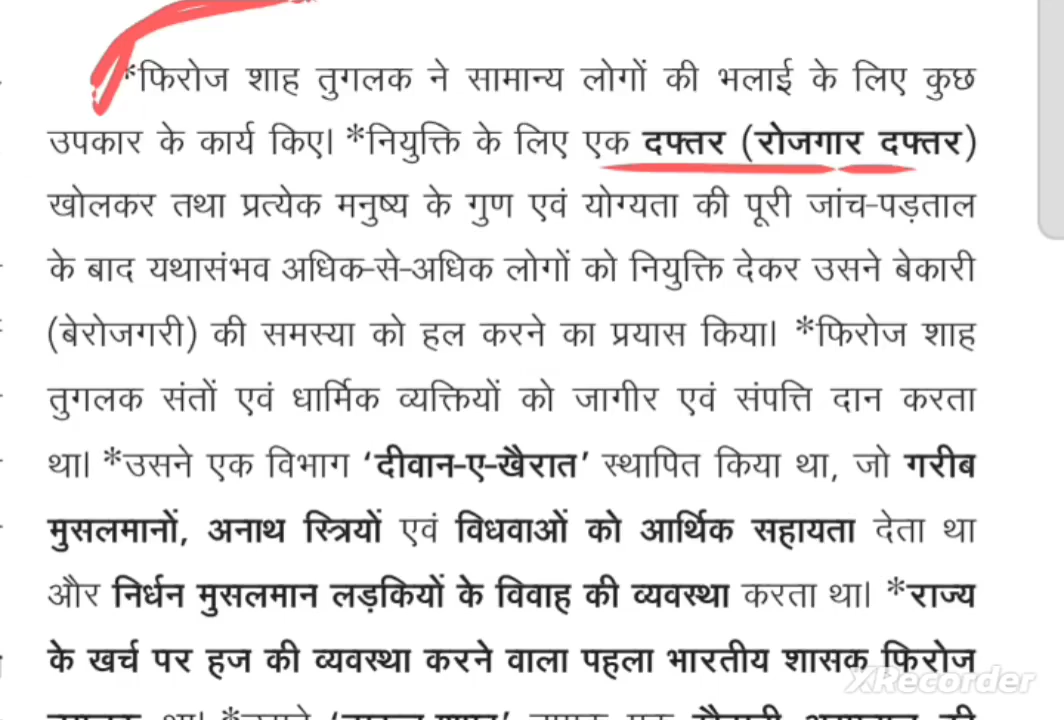 *फिरोज शाह तुगलक ने सामान्य लोगों की भलाई के लिए कुछ
उपकार के कार्य किए। *नियुक्ति के लिए एक दफ्तर (रोजगार दफ्तर)
खोलकर तथा प्रत्येक मनुष्य के गुण एवं योग्यता की पूरी जांच-पड़ताल
के बाद यथासंभव अधिक-से-अधिक लोगों को नियुक्ति देकर उसने बेकारी
(बेरोजगरी) की समस्या को हल करने का प्रयास किया। *फिरोज शाह
तुगलक संतों एवं धार्मिक व्यक्तियों को जागीर एवं संपत्ति दान करता
था। *उसने एक विभाग ‘दीवान-ए-खैरात’ स्थापित किया था, जो गरीब
मुसलमानों, अनाथ स्त्रियों एवं विधवाओं को आर्थिक सहायता देता था
और निर्धन मुसलमान लड़कियों के विवाह की व्यवस्था करता था। *राज्य
के खर्च पर हज की व्यवस्था करने वाला पहला भारतीय शासक फिरोज
XRecorder